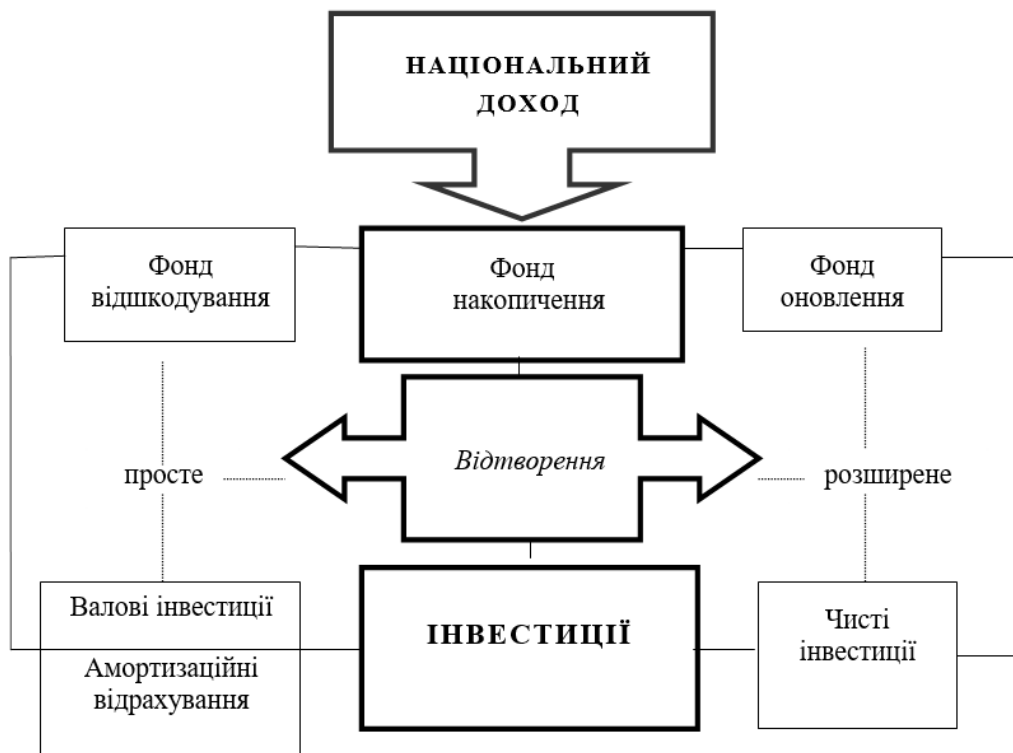 НАЦІОНАЛЬНИЙ
ДОХОД
Фонд
відшкодування
Фонд
накопичення
Фонд
оновлення
просте
Відтворення
розширене
Валові інвестиції
Амортизаційні
відрахування
ІНВЕСТИЦІЇ
Чисті
інвестиції